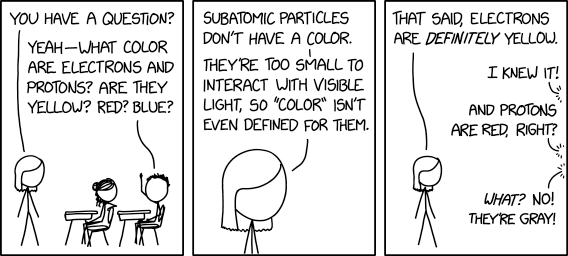 YOU HAVE A QUESTION?
YEAH—WHAT COLOR
ARE ELECTRONS AND
PROTONS? ARE THEY
YELLOW? RED? BLUE?
SUBATOMIC PARTICLES
DON'T HAVE A COLOR.
THEY'RE TOO SMALL TO
INTERACT WITH VISIBLE
LIGHT, SO "COLOR" ISN'T
EVEN DEFINED FOR THEM.
THAT SAID, ELECTRONS
ARE DEFINITELY YELLOW.
I KNEW IT!
AND PROTONS
ARE RED, RIGHT?
WHAT? NO!
THEY'RE GRAY!